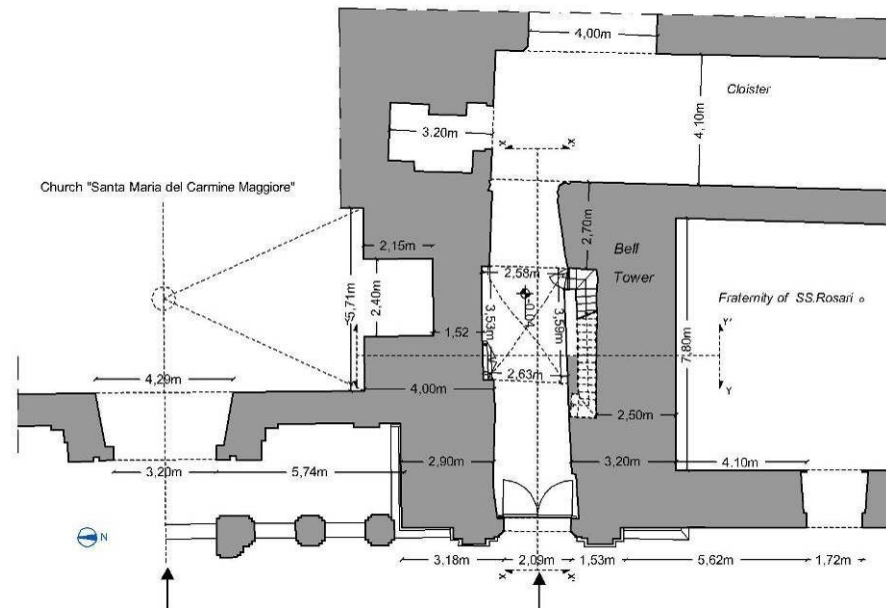 4,00m
Cloister
4,10m
3.20m
x
x'
Church "Santa Maria del Carmine Maggiore"
2,70m
Bell
Tower
2,15m
2,58m
2,40m
5,71m
3,53m
-0.04
3,59m
Fraternity of SS.Rosari o
1,52
Y'
7,80m
4,29m
2,63m
4,00m
Y
2,50m
2,90m
3,20m
4.10m
3,20m
5,74m
N
3.18m
2,09m
1,53m
5,62m
1,72m
x
x'